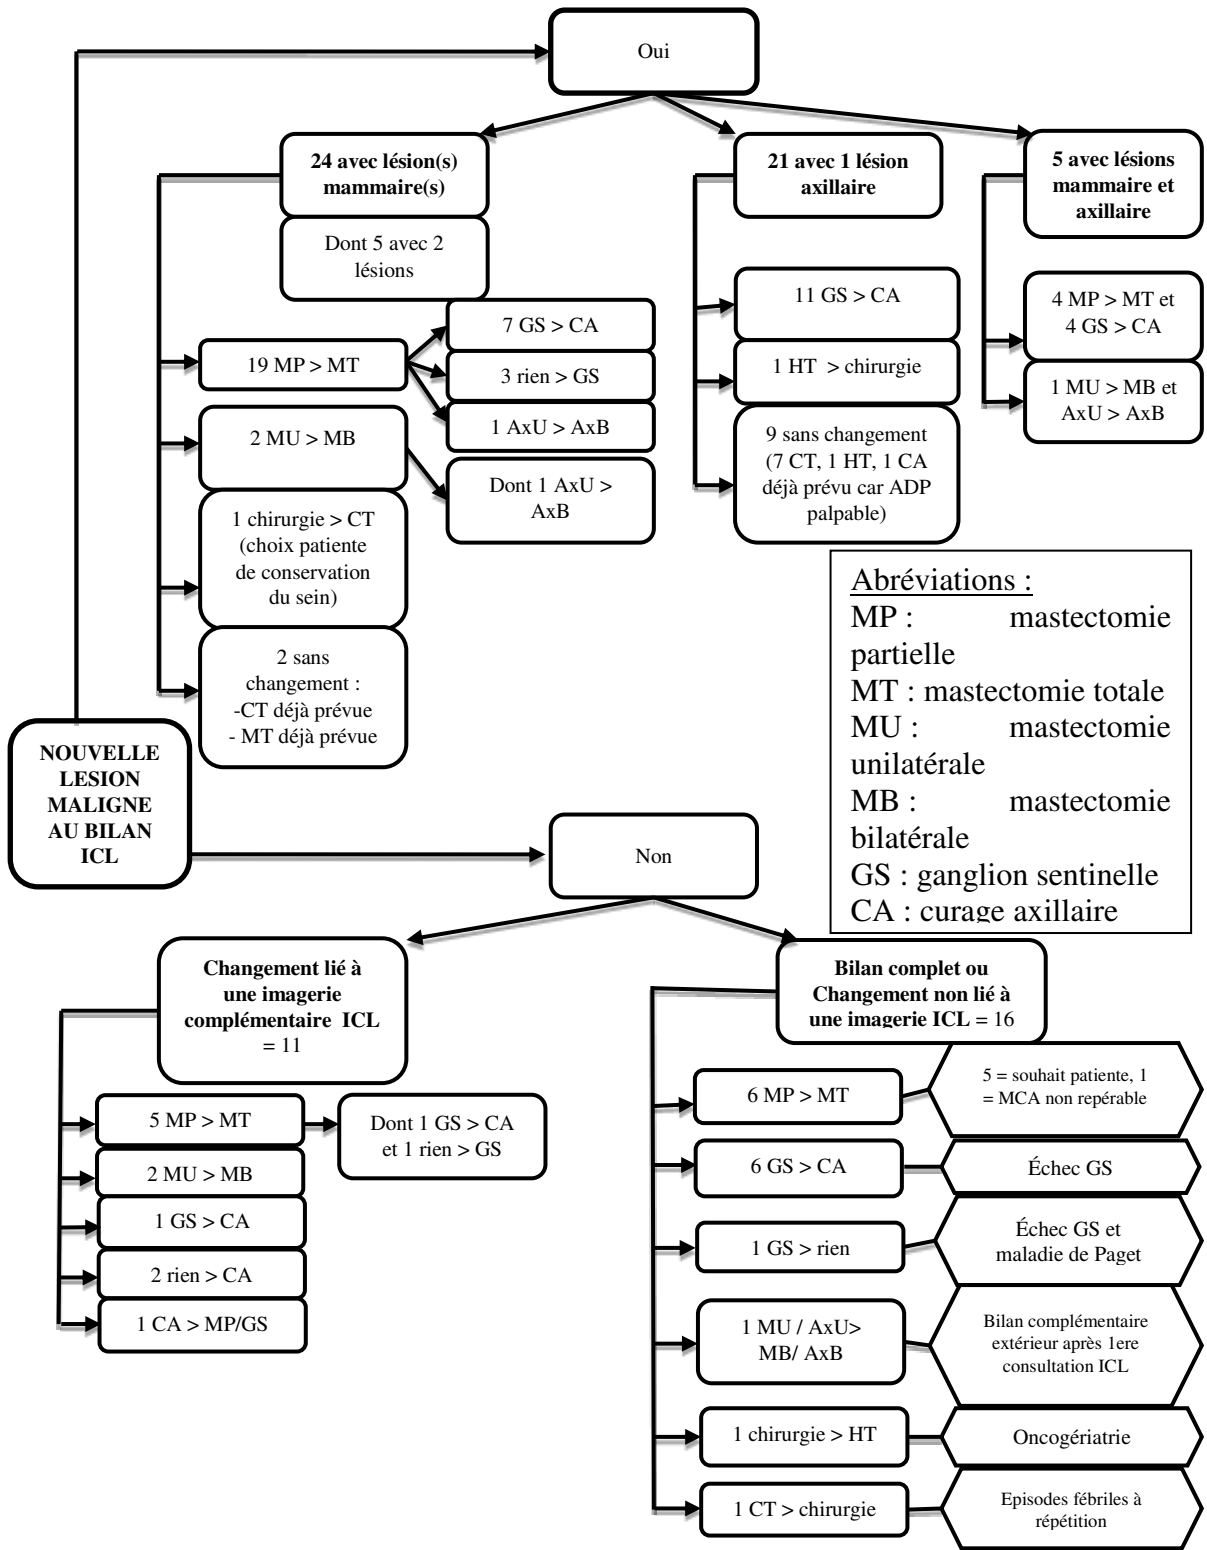 Oui
24 avec lésion(s)
mammaire(s)
Dont 5 avec 2
lésions
19 MP > MT
7 GS > CA
3 rien > GS
1 AxU > AxB
2 MU > MB
Dont 1 AxU >
AxB
1 chirurgie > CT
(choix patiente
de conservation
du sein)
2 sans
changement :
-CT déjà prévue
- MT déjà prévue
21 avec 1 lésion
axillaire
11 GS > CA
1 HT > chirurgie
9 sans changement
(7 CT, 1 HT, 1 CA
déjà prévu car ADP
palpable)
5 avec lésions
mammaire et
axillaire
4 MP > MT et
4 GS > CA
1 MU > MB et
AxU > AxB
Abréviations :
MP : mastectomie
partielle
MT : mastectomie totale
MU : mastectomie
unilatérale
MB : mastectomie
bilatérale
GS : ganglion sentinelle
CA : curage axillaire
NOUVELLE
LESION
MALIGNE
AU BILAN
ICL
Non
Changement lié à
une imagerie
complémentaire ICL
= 11
5 MP > MT
Dont 1 GS > CA
et 1 rien > GS
2 MU > MB
1 GS > CA
2 rien > CA
1 CA > MP/GS
Bilan complet ou
Changement non lié à
une imagerie ICL = 16
6 MP > MT
5 = souhait patiente, 1
= MCA non repérable
6 GS > CA
Échec GS
1 GS > rien
Échec GS et
maladie de Paget
1 MU / AxU>
MB/ AxB
Bilan complémentaire
extérieur après 1ere
consultation ICL
1 chirurgie > HT
Oncogériatrie
1 CT > chirurgie
Episodes fébriles à
répétition